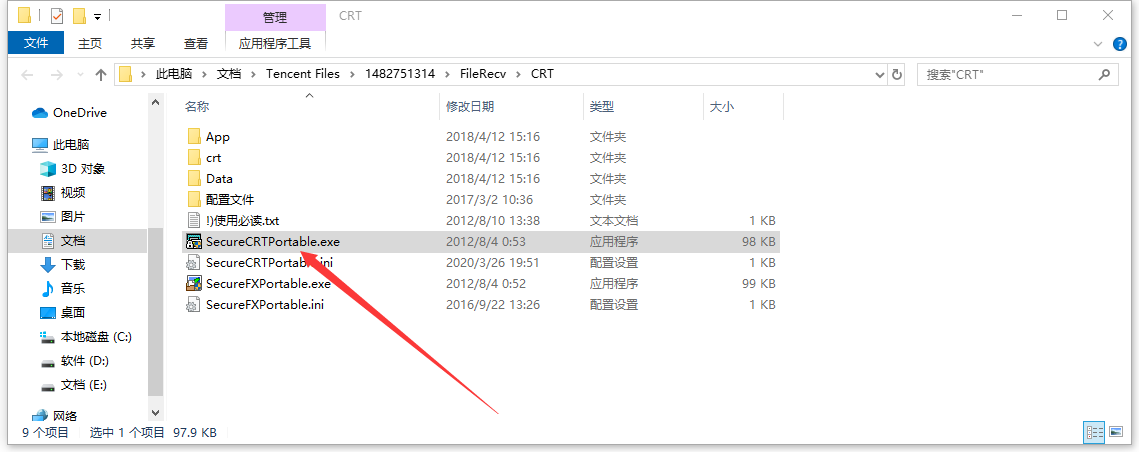 管理 CRT
文件 主页 共享 查看 应用程序工具
此电脑 文档 Tencent Files 1482751314 FileRecv CRT 搜索"CRT"
名称 修改日期 类型 大小
OneDrive
此电脑
3D 对象
视频
图片
文档
下载
音乐
桌面
本地磁盘 (C:)
软件 (D:)
文档 (E:)
网络
App 2018/4/12 15:16 文件夹
crt 2018/4/12 15:16 文件夹
Data 2018/4/12 15:16 文件夹
配置文件 2017/3/2 10:36 文件夹
!)使用必读.txt 2012/8/10 13:38 文本文档 1 KB
SecureCRTPortable.exe 2012/8/4 0:53 应用程序 98 KB
SecureCRTPortable.ini 2020/3/26 19:51 配置设置 1 KB
SecureFXPortable.exe 2012/8/4 0:52 应用程序 99 KB
SecureFXPortable.ini 2016/9/22 13:26 配置设置 1 KB
9 个项目 选中 1 个项目 97.9 KB